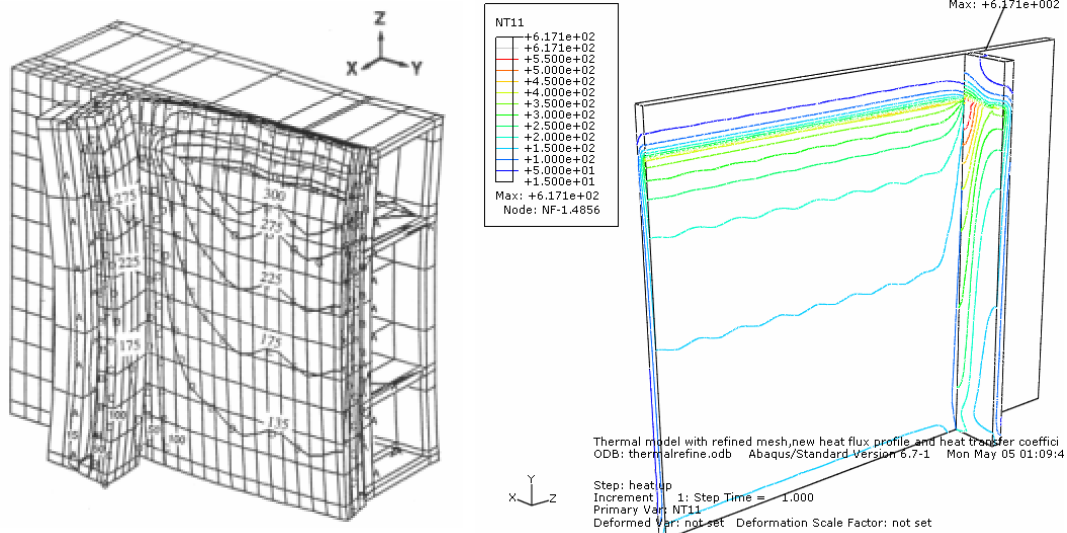 Z
X
Y
A
A
275
300
275
225
225
A
A
175
175
135
100
50
100
15
A
Max: +6.171e+002
NT11
+6.171e+02
+6.171e+02
+5.500e+02
+5.000e+02
+4.500e+02
+4.000e+02
+3.500e+02
+3.000e+02
+2.500e+02
+2.000e+02
+1.500e+02
+1.000e+02
+5.000e+01
+1.500e+01
Max: +6.171e+02
Node: NF-1.4856
Thermal model with refined mesh,new heat flux profile and heat transfer coeffici
ODB: thermalrefine.odb Abaqus/Standard Version 6.7-1 Mon May 05 01:09:4
Y
X
Z
Step: heat up
Increment 1: Step Time = 1.000
Primary Var: NT11
Deformed Var: not set Deformation Scale Factor: not set